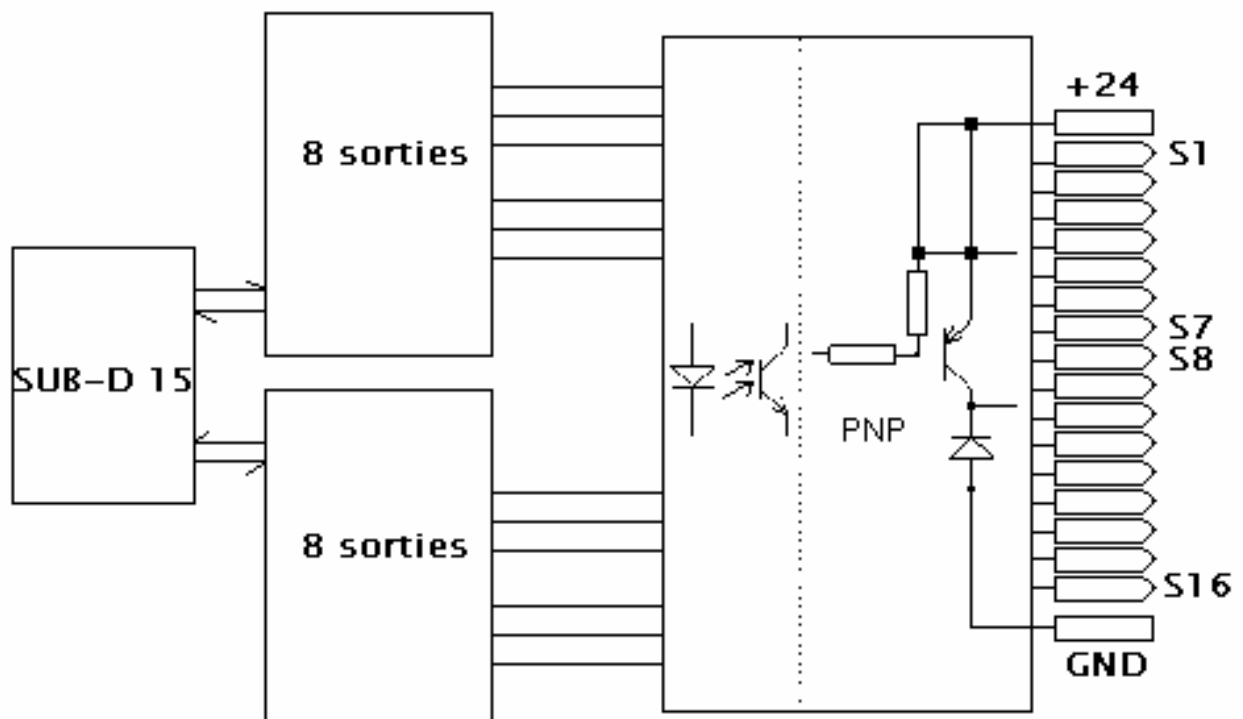 +24
8 sorties
S1
S7
S8
SUB-D 15
PNP
8 sorties
S16
GND